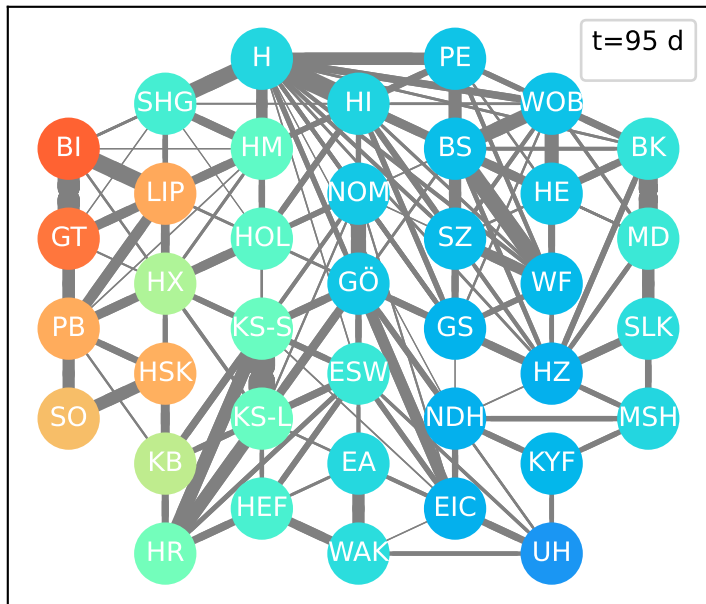 t=95 d
H
PE
SHG
HI
WOB
BI
HM
BS
BK
LIP
NOM
HE
GT
HOL
SZ
MD
HX
GÖ
WF
PB
KS-S
GS
SLK
HSK
ESW
HZ
SO
KS-L
NDH
MSH
KB
EA
KYF
HEF
EIC
HR
WAK
UH